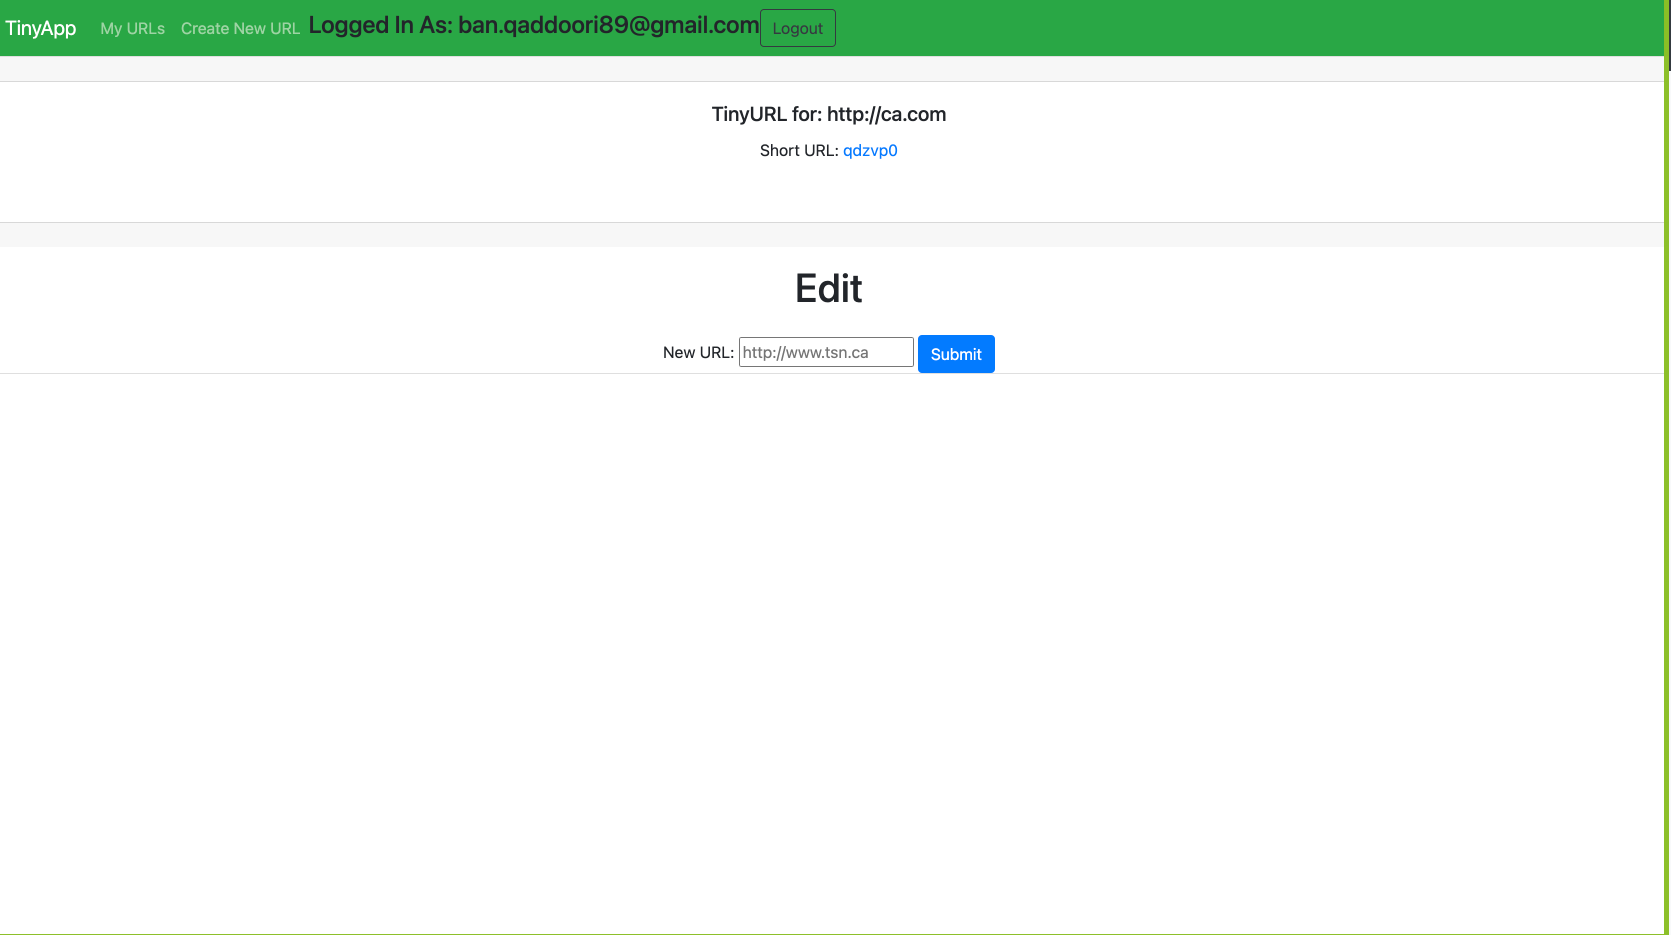 TinyApp My URLs Create New URL Logged In As: ban.qaddoori89@gmail.com Logout
TinyURL for: http://ca.com
Short URL: qdzvp0
Edit
New URL: http://www.tsn.ca Submit